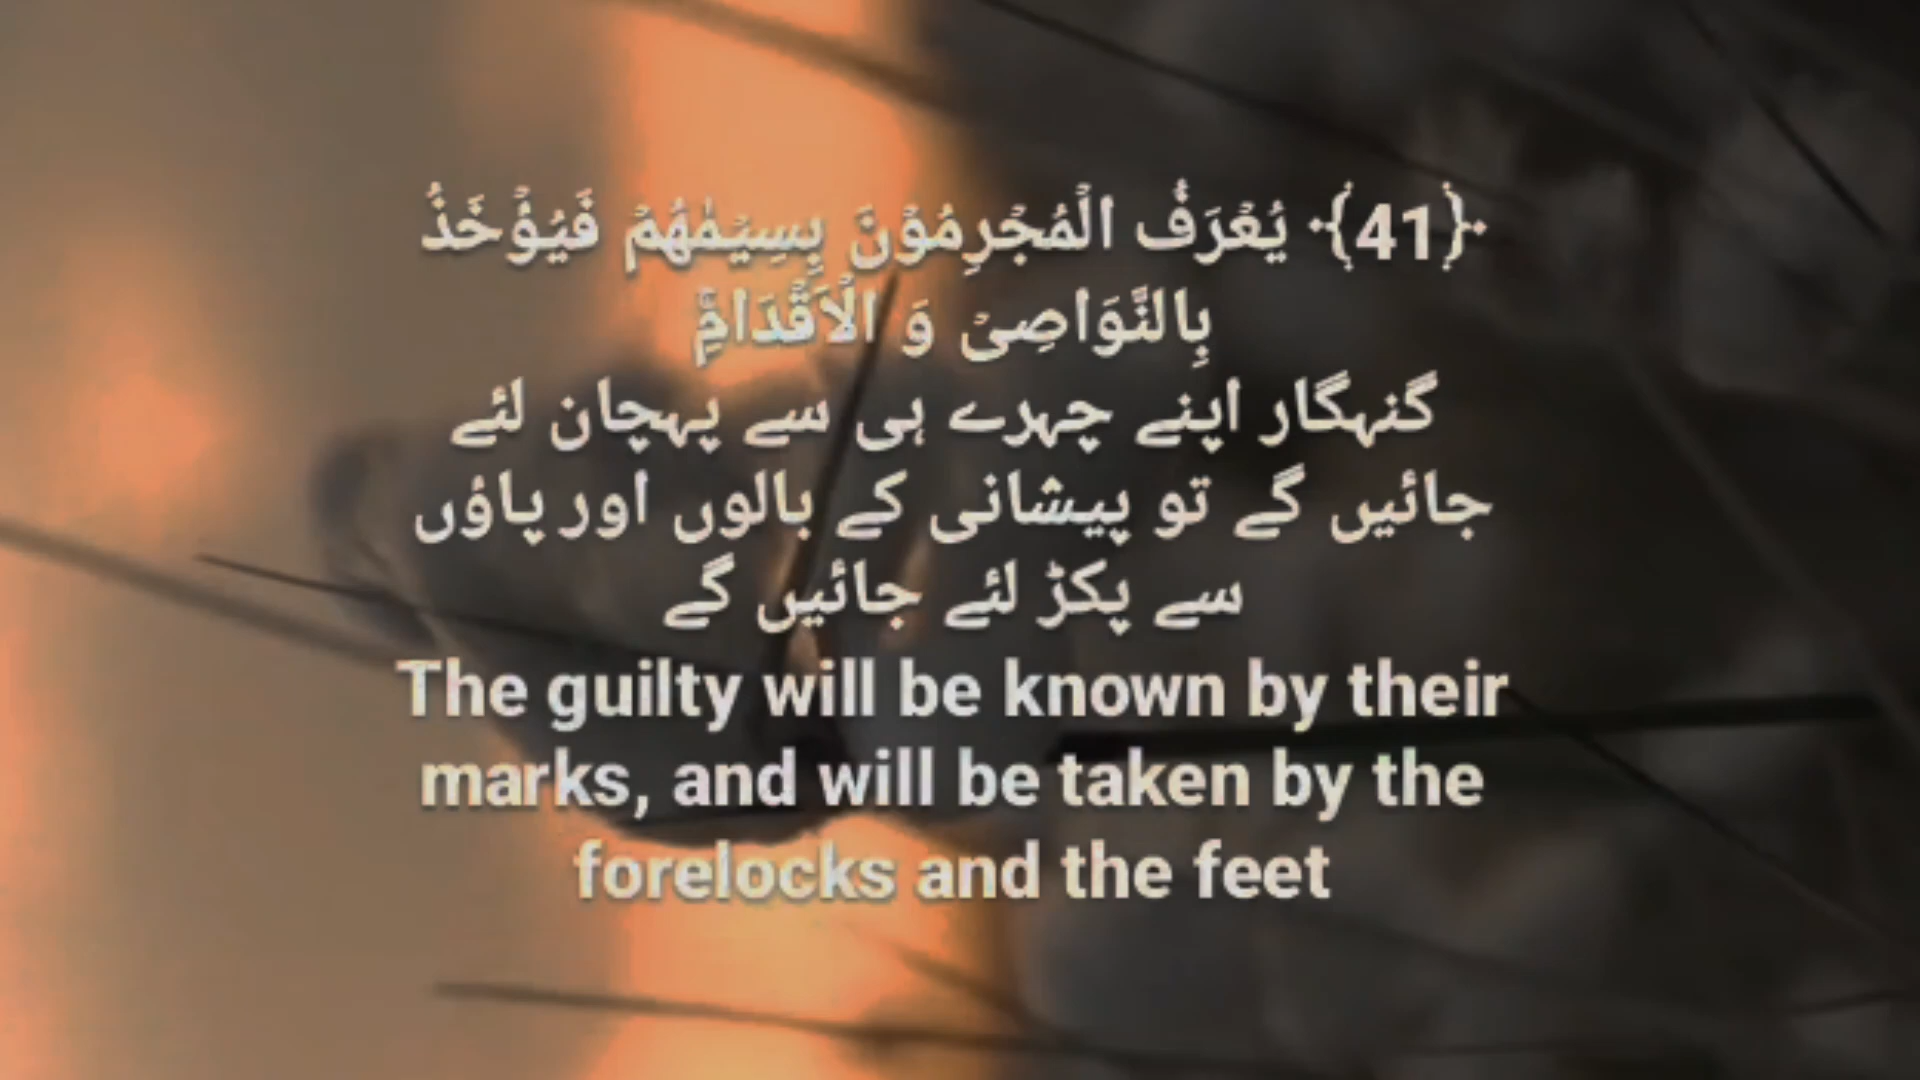 ﴿41﴾ يُعۡرَفُ الۡمُجۡرِمُوۡنَ بِسِيۡمٰهُمۡ فَيُؤۡخَذُ
بِالنَّوَاصِىۡ وَ الۡاَقۡدَامِ‌ۚ
گنہگار اپنے چہرے ہی سے پہچان لئے
جائیں گے تو پیشانی کے بالوں اور پاؤں
سے پکڑ لئے جائیں گے
The guilty will be known by their
marks, and will be taken by the
forelocks and the feet